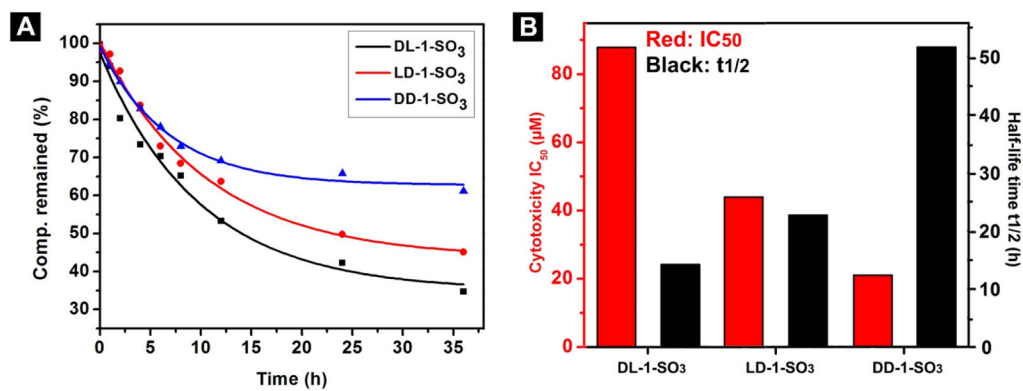 A
DL-1-SO3
LD-1-SO3
DD-1-SO3
Comp. remained (%)
100
90
80
70
60
50
40
30
0
5
10
15
20
25
30
35
Time (h)
B
Red: IC50
Black: t1/2
Cytotoxicity IC50 (μM)
80
60
40
20
0
Half-life time t1/2 (h)
50
40
30
20
10
0
DL-1-SO3
LD-1-SO3
DD-1-SO3